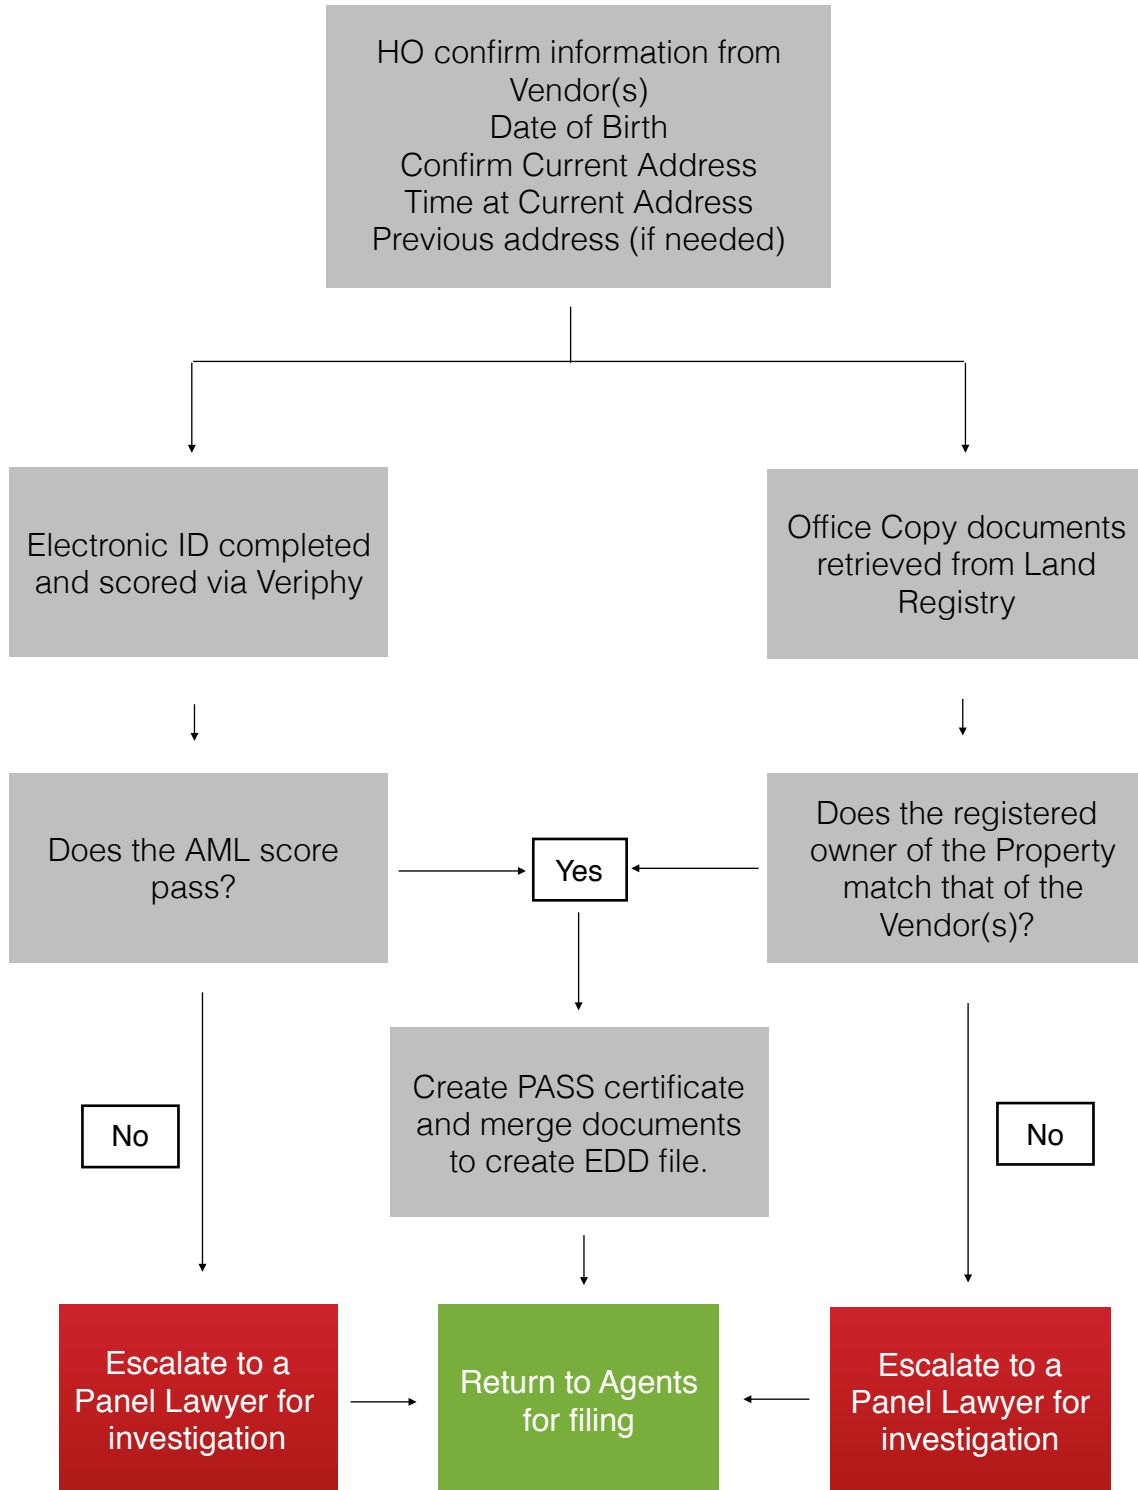 HO confirm information from
Vendor(s)
Date of Birth
Confirm Current Address
Time at Current Address
Previous address (if needed)
Electronic ID completed
and scored via Veriphy
Office Copy documents
retrieved from Land
Registry
Does the AML score
pass?
Yes
Does the registered
owner of the Property
match that of the
Vendor(s)?
Create PASS certificate
and merge documents
to create EDD file.
No
No
Escalate to a
Panel Lawyer for
investigation
Return to Agents
for filing
Escalate to a
Panel Lawyer for
investigation